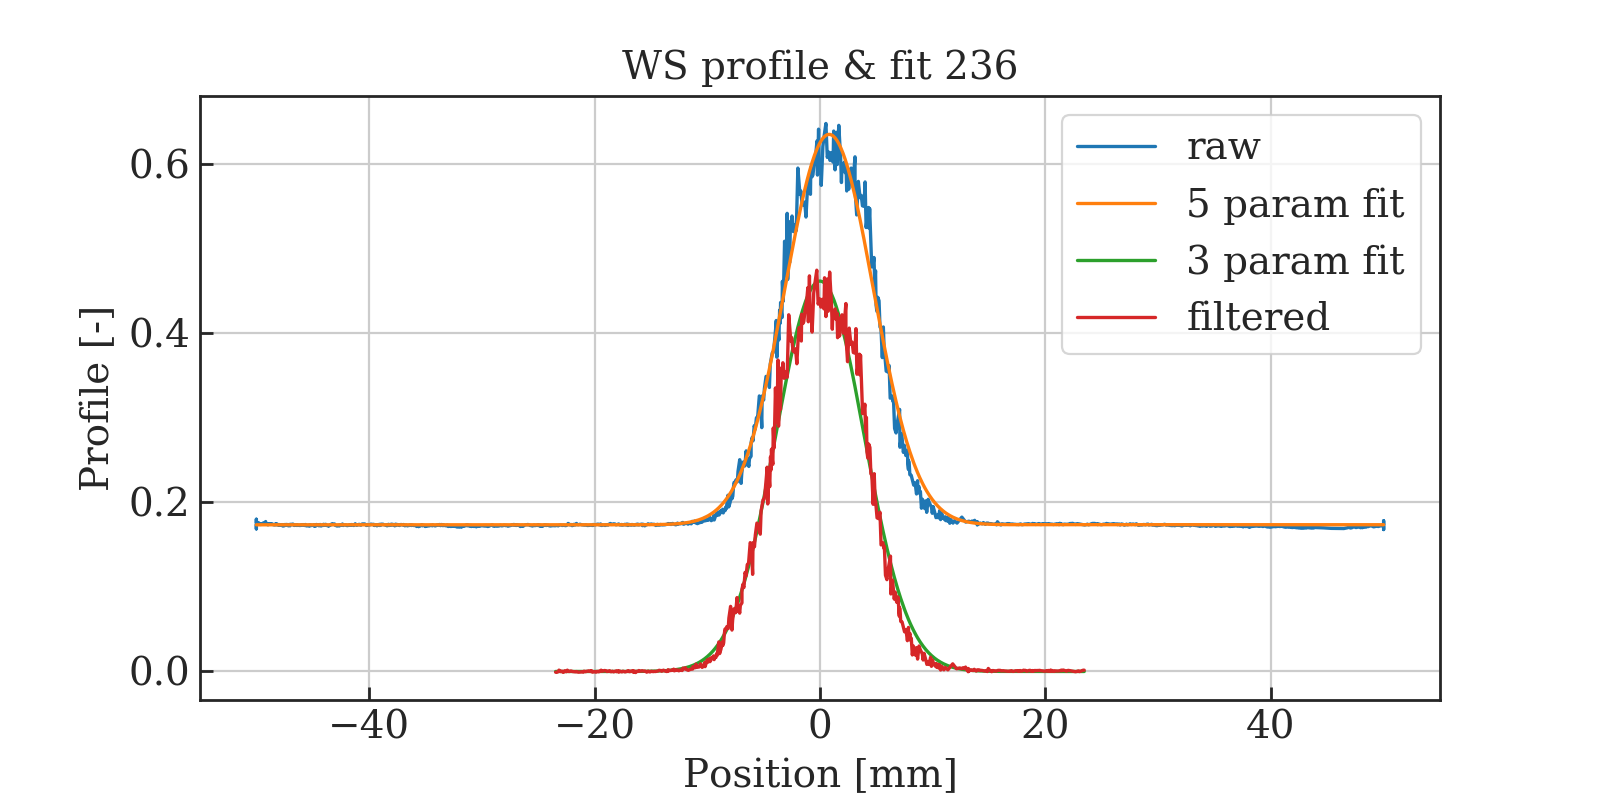 WS profile & fit 236
raw
5 param fit
3 param fit
filtered
Profile [-]
0.6
0.4
0.2
0.0
−40 −20 0 20 40
Position [mm]